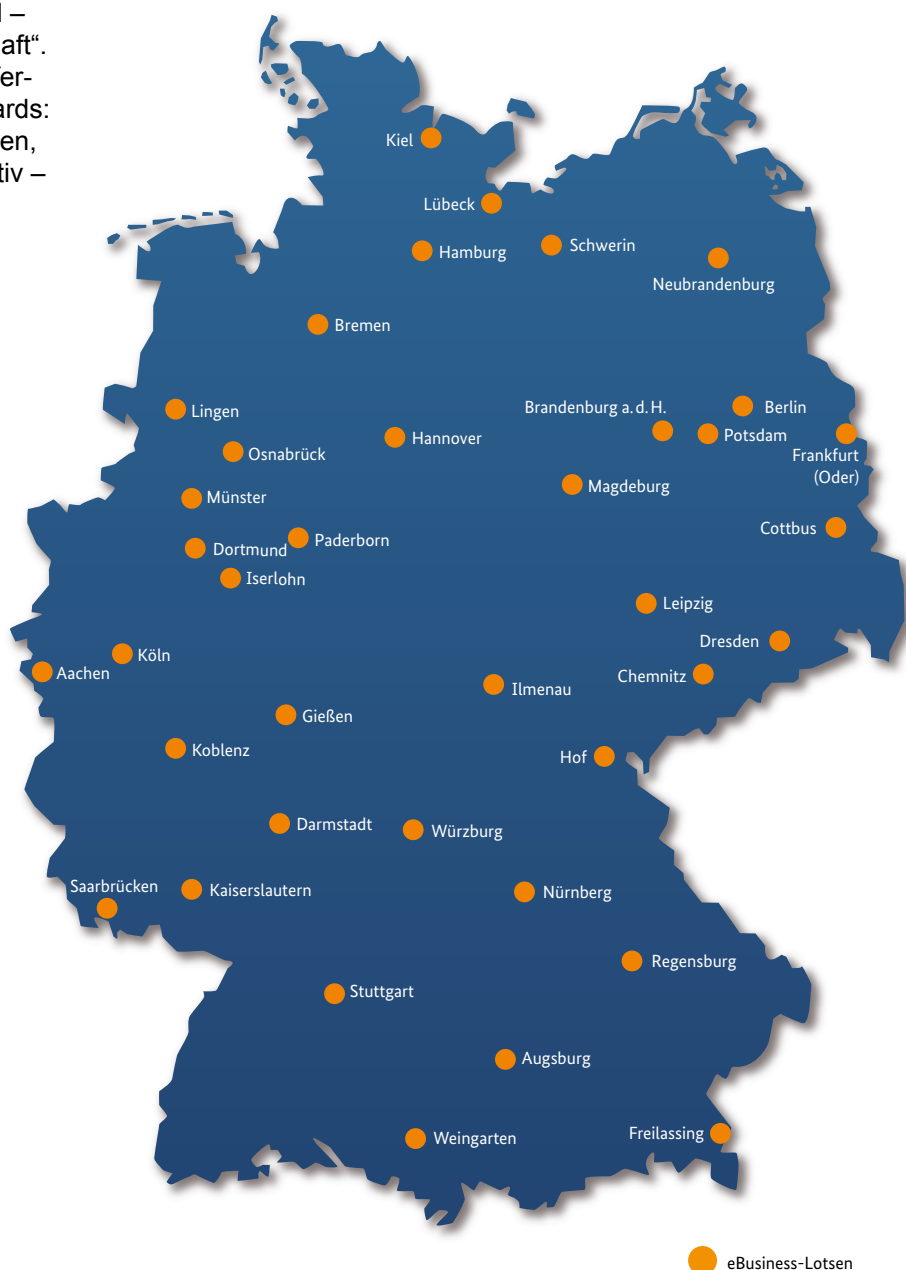 l –
aft“.
er-
ards:
en,
tiv –
Kiel
Lübeck
Hamburg
Schwerin
Neubrandenburg
Bremen
Lingen
Brandenburg a. d. H.
Berlin
Hannover
Potsdam
Osnabrück
Frankfurt
(Oder)
Magdeburg
Münster
Cottbus
Paderborn
Dortmund
Iserlohn
Leipzig
Dresden
Köln
Aachen
Chemnitz
Ilmenau
Gießen
Koblenz
Hof
Darmstadt
Würzburg
Saarbrücken
Kaiserslautern
Nürnberg
Regensburg
Stuttgart
Augsburg
Weingarten
Freilassing
eBusiness-Lotsen